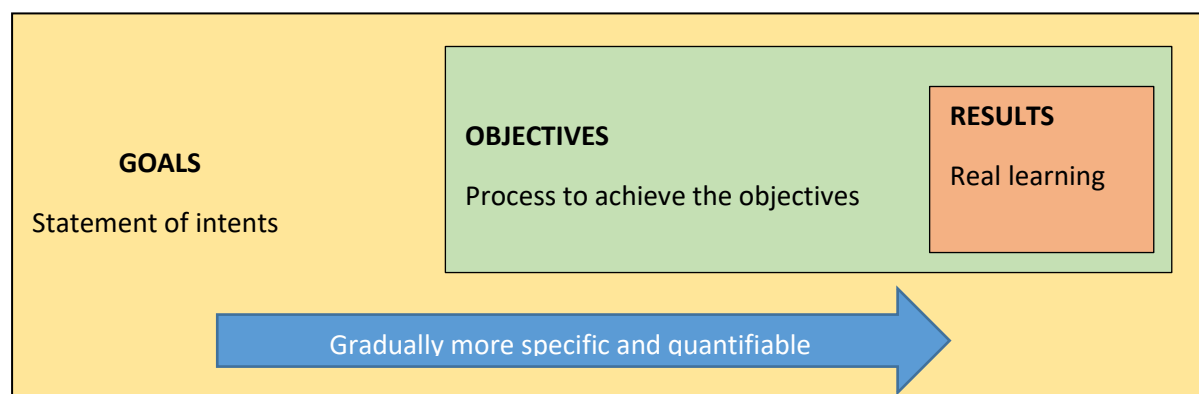 GOALS
Statement of intents
OBJECTIVES
Process to achieve the objectives
RESULTS
Real learning
Gradually more specific and quantifiable